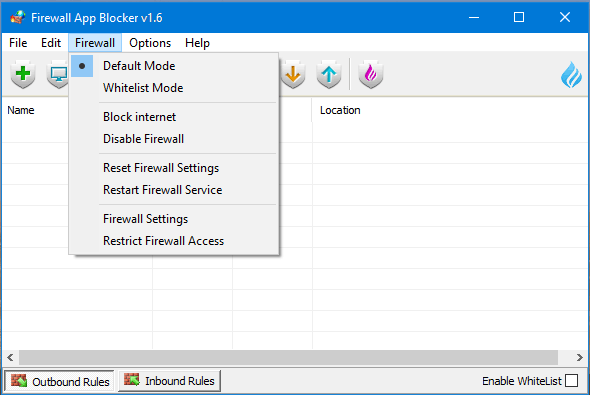 Firewall App Blocker v1.6
File Edit Firewall Options Help
Default Mode
Whitelist Mode
Block internet
Disable Firewall
Reset Firewall Settings
Restart Firewall Service
Firewall Settings
Restrict Firewall Access
Name Location
Outbound Rules Inbound Rules Enable WhiteList